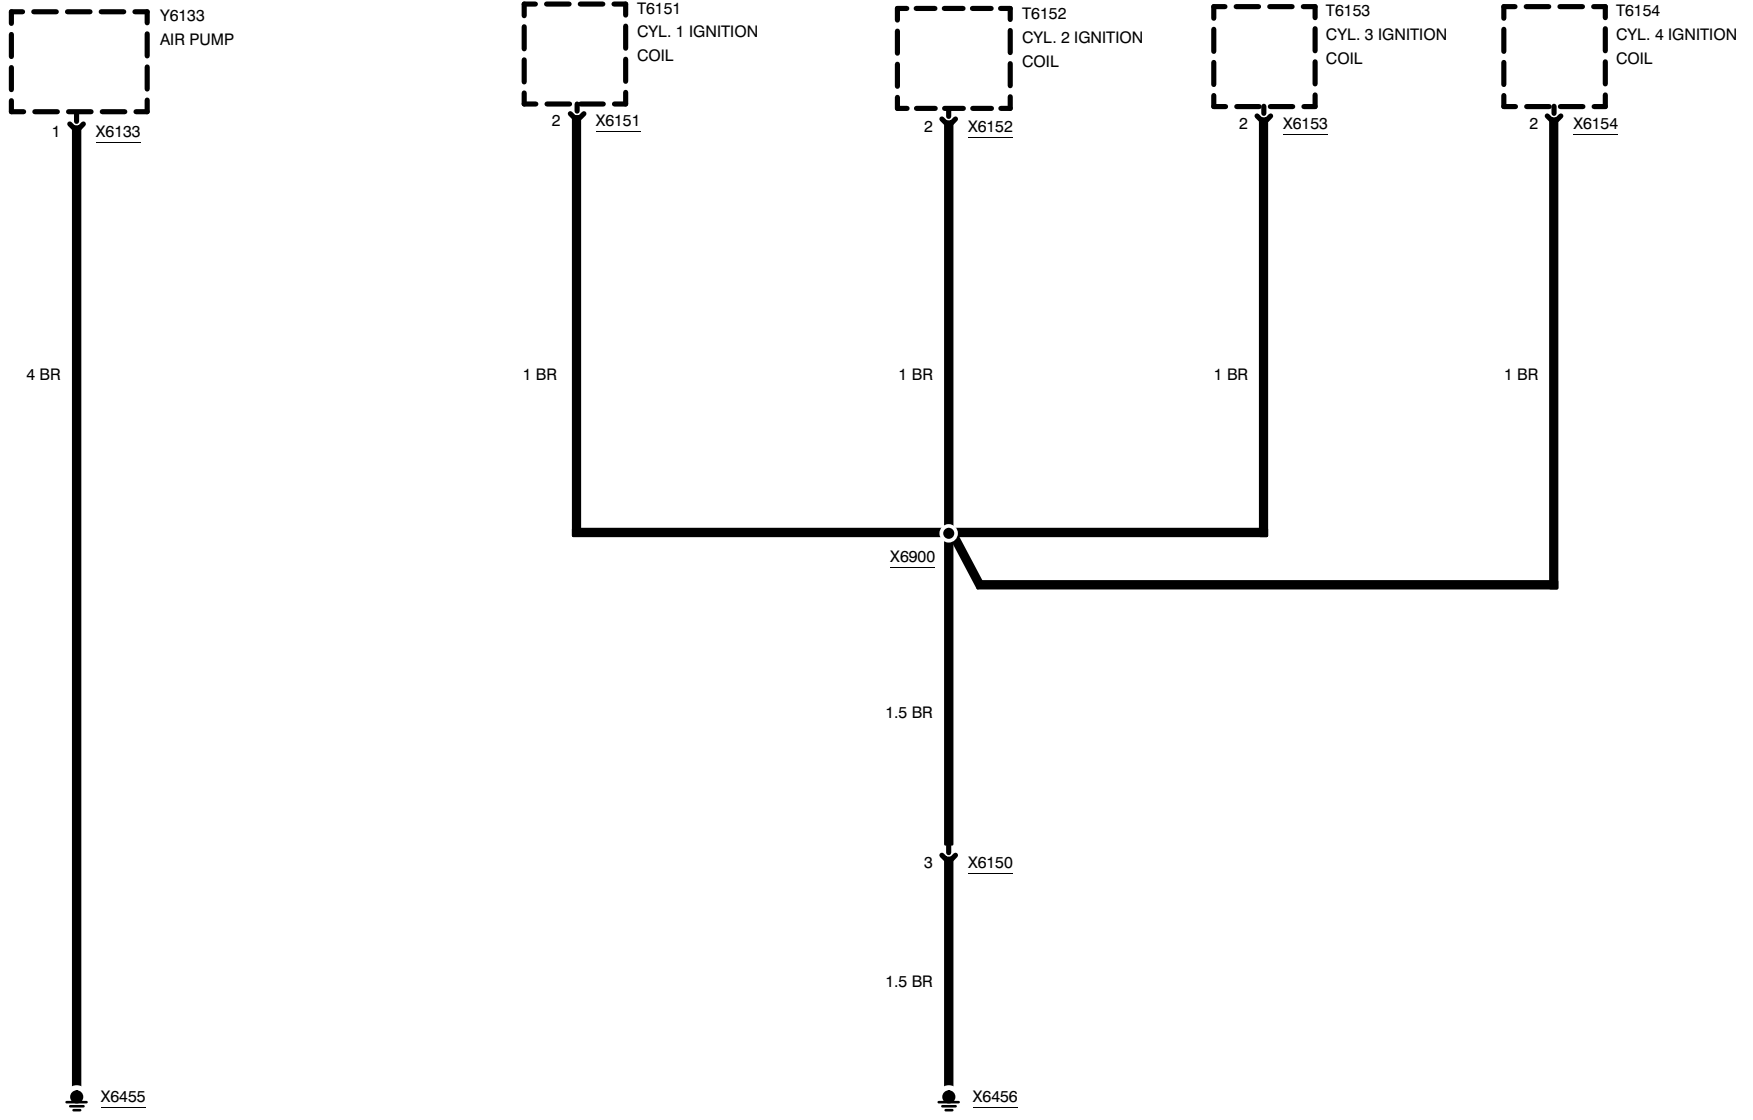 Y6133
AIR PUMP
T6151
CYL. 1 IGNITION
COIL
T6152
CYL. 2 IGNITION
COIL
T6153
CYL. 3 IGNITION
COIL
T6154
CYL. 4 IGNITION
COIL
1 X6133
2 X6151
2 X6152
2 X6153
2 X6154
4 BR
1 BR
1 BR
1 BR
1 BR
X6900
1.5 BR
3 X6150
1.5 BR
X6455
X6456